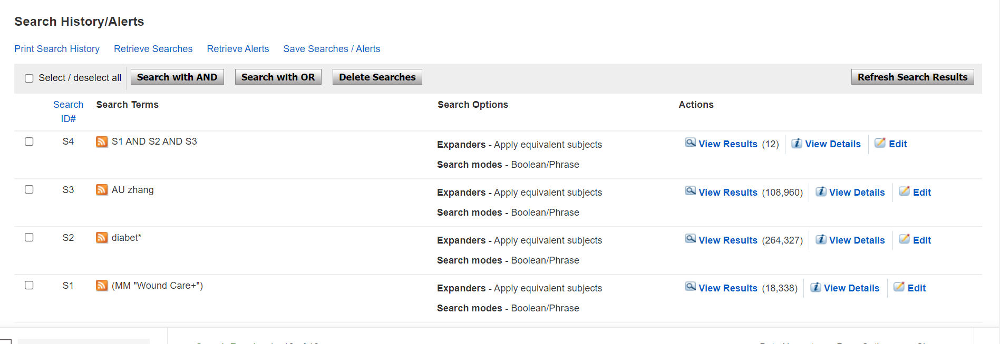 Search History/Alerts
Print Search History Retrieve Searches Retrieve Alerts Save Searches / Alerts
Select / deselect all Search with AND Search with OR Delete Searches Refresh Search Results
Search ID# Search Terms Search Options Actions
S4 S1 AND S2 AND S3 Expanders - Apply equivalent subjects View Results (12) View Details Edit
Search modes - Boolean/Phrase
S3 AU zhang Expanders - Apply equivalent subjects View Results (108,960) View Details Edit
Search modes - Boolean/Phrase
S2 diabet* Expanders - Apply equivalent subjects View Results (264,327) View Details Edit
Search modes - Boolean/Phrase
S1 (MM "Wound Care+") Expanders - Apply equivalent subjects View Results (18,338) View Details Edit
Search modes - Boolean/Phrase